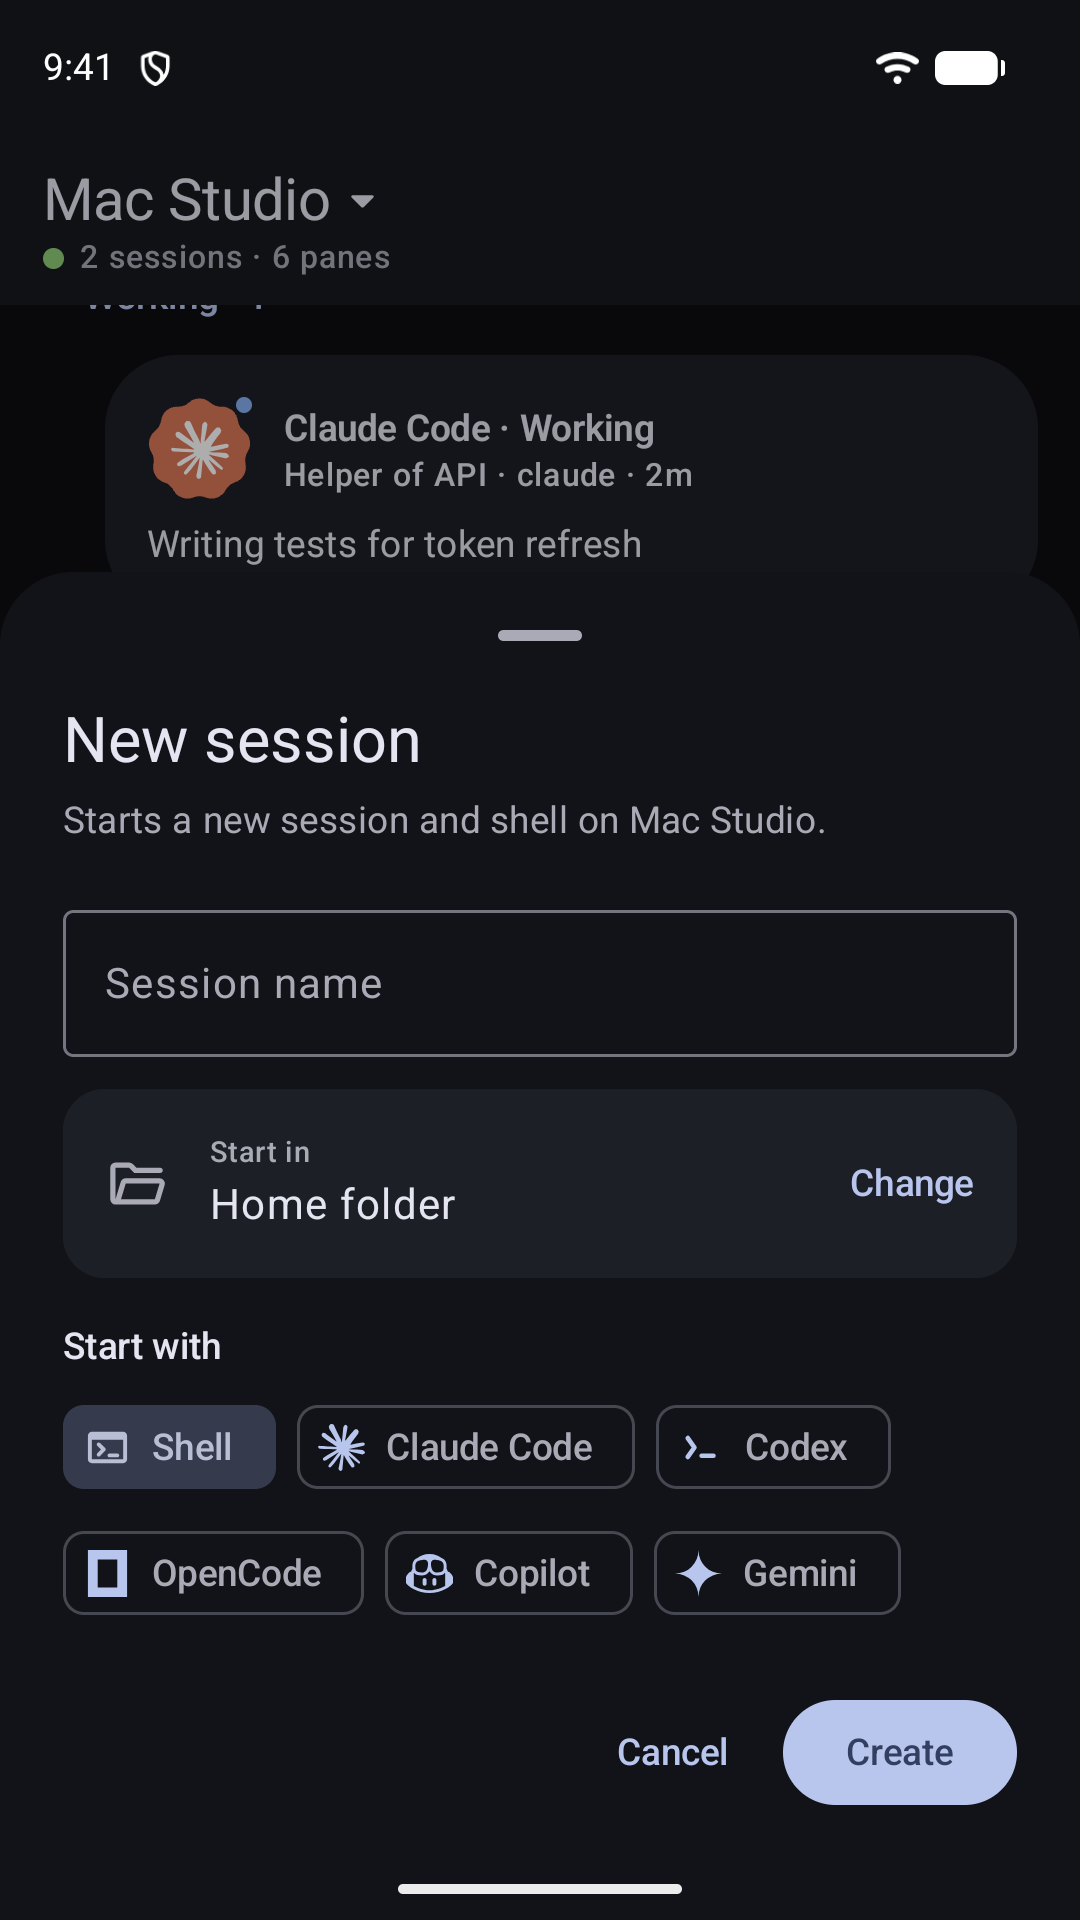 9:41
Mac Studio
2 sessions · 6 panes
Working
Claude Code · Working
Helper of API · claude · 2m
Writing tests for token refresh
New session
Starts a new session and shell on Mac Studio.
Session name
Start in
Home folder
Change
Start with
Shell
Claude Code
Codex
OpenCode
Copilot
Gemini
Cancel
Create